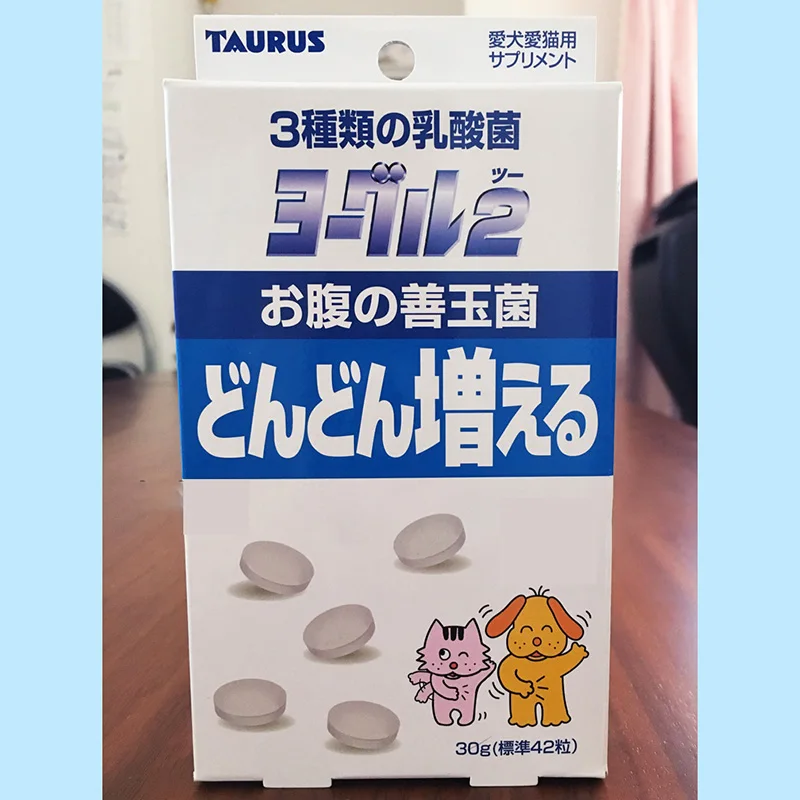 TAURUS
愛犬愛猫用
サプリメント
3種類の乳酸菌
ツー
ヨーグル2
お腹の善玉菌
どんどん増える
30g(標準42粒)